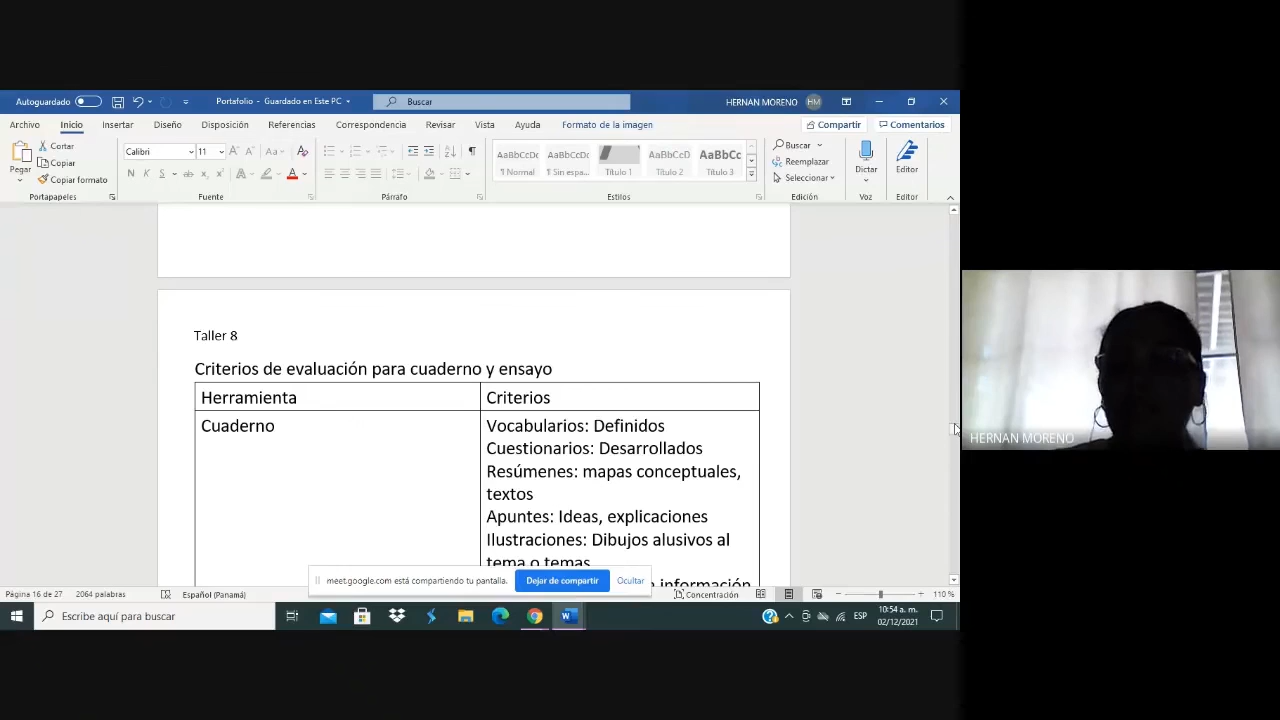 Autoguardado
Portafolio - Guardado en Este PC
Buscar
HERNAN MORENO HM
Archivo Inicio Insertar Diseño Disposición Referencias Correspondencia Revisar Vista Ayuda Formato de la imagen Compartir Comentarios
Pegar
Cortar
Copiar
Copiar formato
Portapapeles
Calibri 11
N K S
Fuente
Párrafo
AaBbCcDc AaBbCcDc AaBbCcD AaBbCc
¶ Normal ¶ Sin espa... Título 1 Título 2 Título 3
Estilos
Buscar
Reemplazar
Seleccionar
Edición
Dictar
Voz
Editor
Editor
Taller 8
Criterios de evaluación para cuaderno y ensayo
Herramienta Criterios
Cuaderno Vocabularios: Definidos
Cuestionarios: Desarrollados
Resúmenes: mapas conceptuales,
textos
Apuntes: Ideas, explicaciones
Ilustraciones: Dibujos alusivos al
tema o temas
información
meet.google.com está compartiendo tu pantalla. Dejar de compartir Ocultar
Página 16 de 27 2064 palabras Español (Panamá) Concentración 110 %
Escribe aquí para buscar
ESP
10:54 a. m.
02/12/2021
HERNAN MORENO